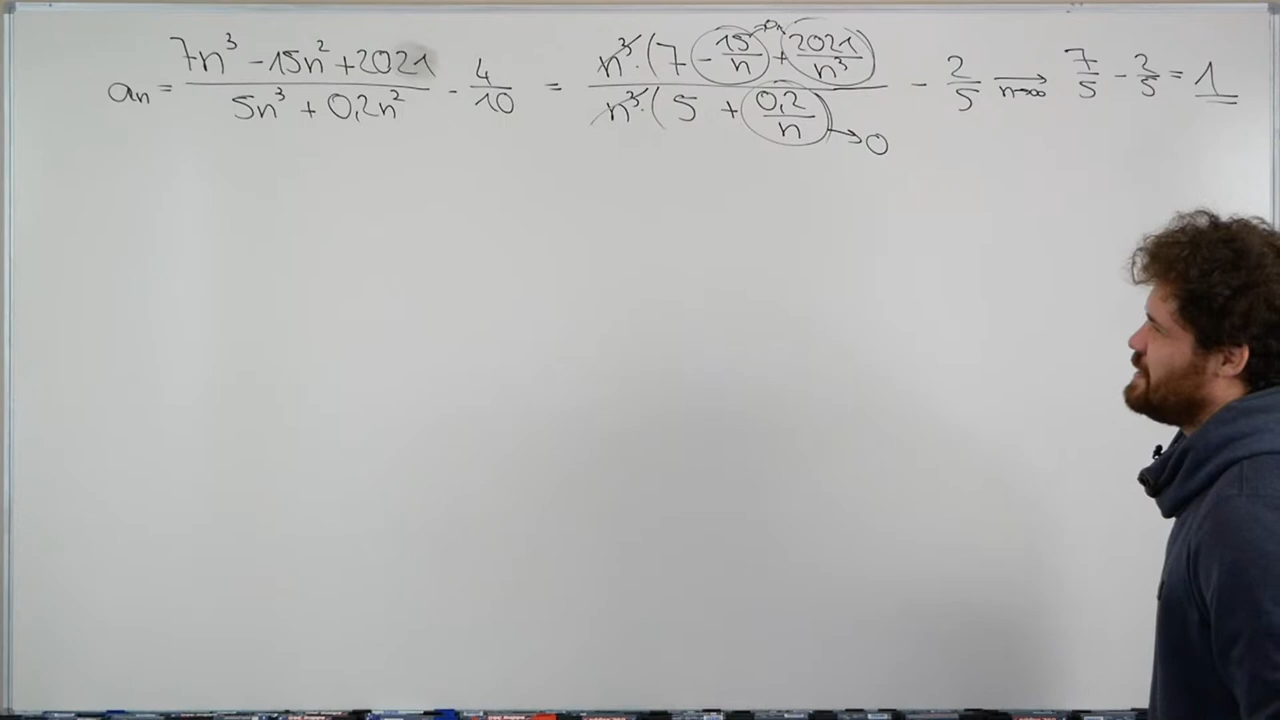 aₙ = (7n³ - 15n² + 2021)/(5n³ + 0,2n²) - 4/10 = (n³·(7 - 15/n + 2021/n³))/(n³·(5 + 0,2/n)) - 2/5 ⟶ n→∞ 7/5 - 2/5 = 1
→0
→0